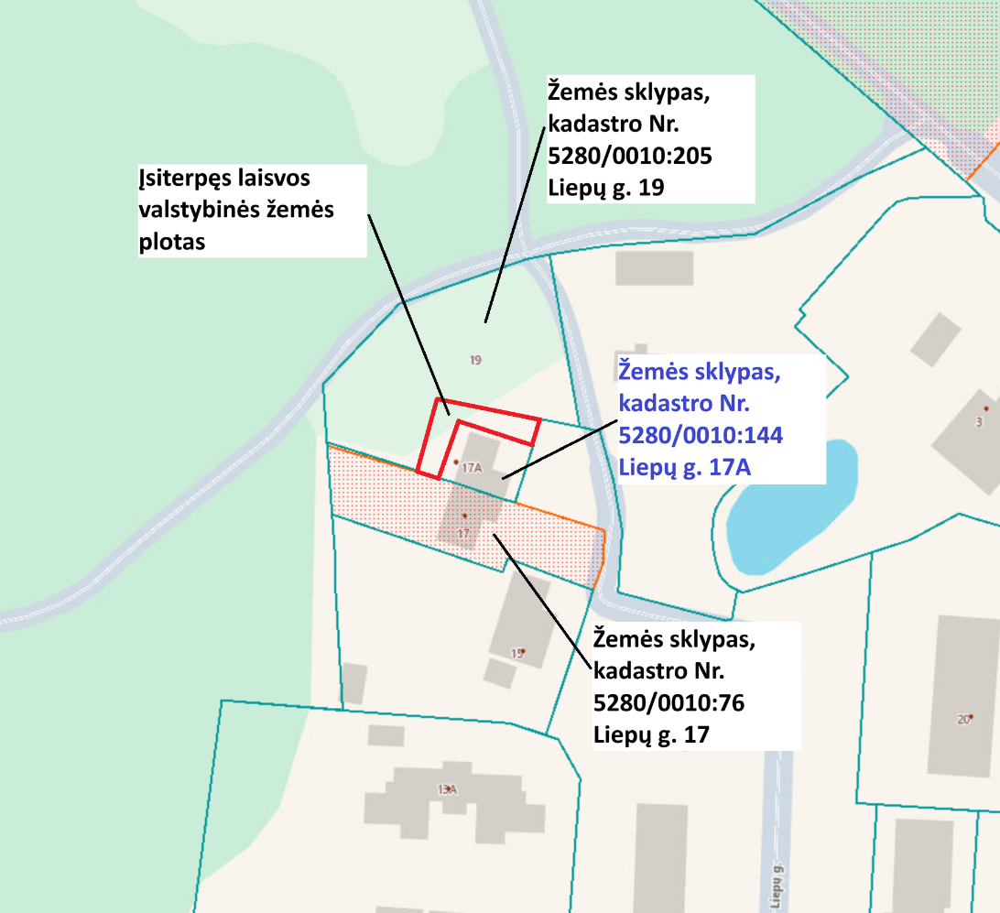 Žemės sklypas,
kadastro Nr.
5280/0010:205
Liepų g. 19
Įsiterpęs laisvos
valstybinės žemės
plotas
19
Žemės sklypas,
kadastro Nr.
5280/0010:144
Liepų g. 17A
3
17A
17
Žemės sklypas,
kadastro Nr.
5280/0010:76
Liepų g. 17
15
20
13A
Liepų g.